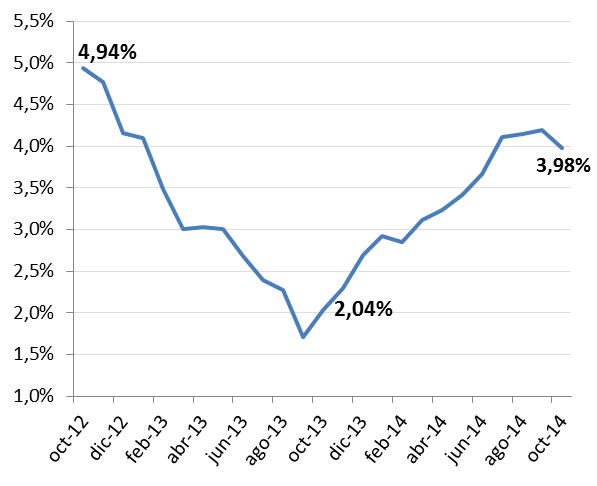 5,5%
5,0%
4,5%
4,0%
3,5%
3,0%
2,5%
2,0%
1,5%
1,0%
4,94%
2,04%
3,98%
oct-12
dic-12
feb-13
abr-13
jun-13
ago-13
oct-13
dic-13
feb-14
abr-14
jun-14
ago-14
oct-14